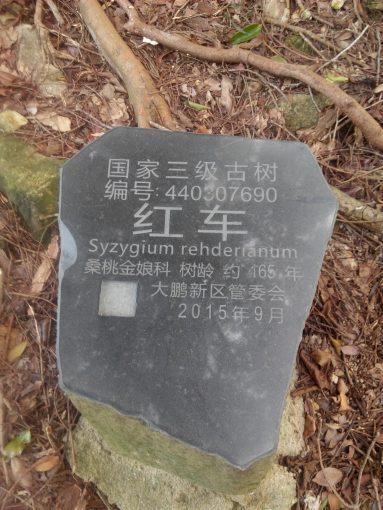 国家三级古树
编号: 440307690
红车
Syzygium rehderianum
桑桃金娘科 树龄 约 165 年
大鹏新区管委会
2015年9月